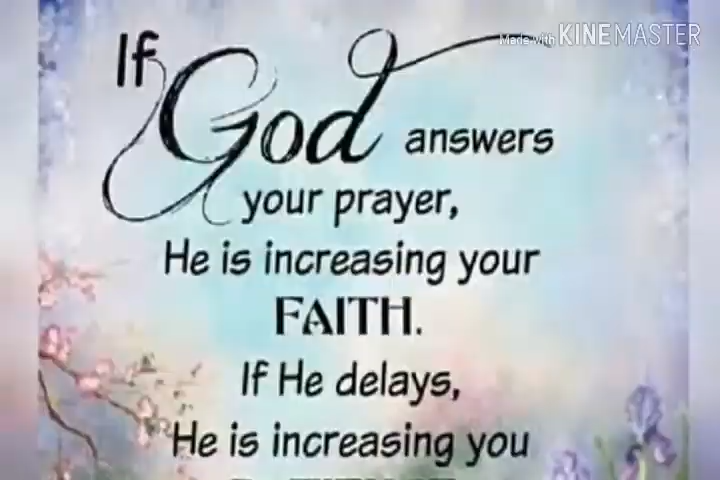 Made with KINEMASTER
If God answers
your prayer,
He is increasing your
FAITH.
If He delays,
He is increasing you